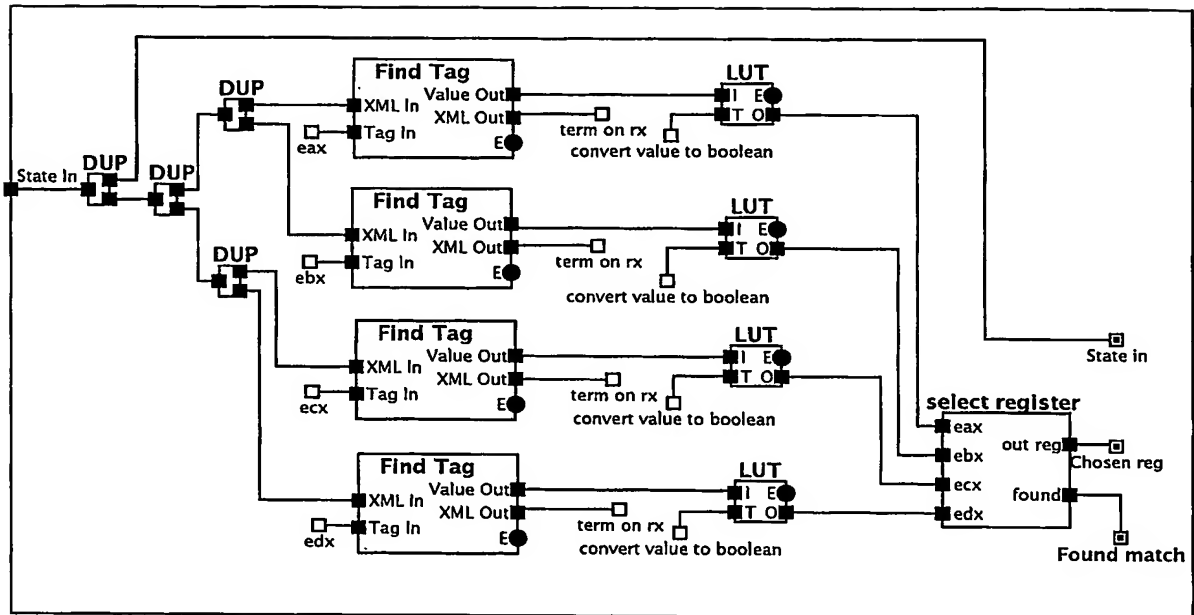 Find Tag
LUT
DUP
Value Out
I E
XML In
XML Out
T O
term on rx
Tag In
eax
E
convert value to boolean
DUP
State In
DUP
Find Tag
LUT
Value Out
I E
XML In
XML Out
T O
term on rx
Tag In
ebx
E
convert value to boolean
DUP
Find Tag
LUT
Value Out
I E
XML In
XML Out
T O
term on rx
Tag In
ecx
E
convert value to boolean
State in
select register
eax
out reg
Chosen reg
ebx
ecx
found
edx
Found match
Find Tag
LUT
Value Out
I E
XML In
XML Out
T O
term on rx
Tag In
edx
E
convert value to boolean